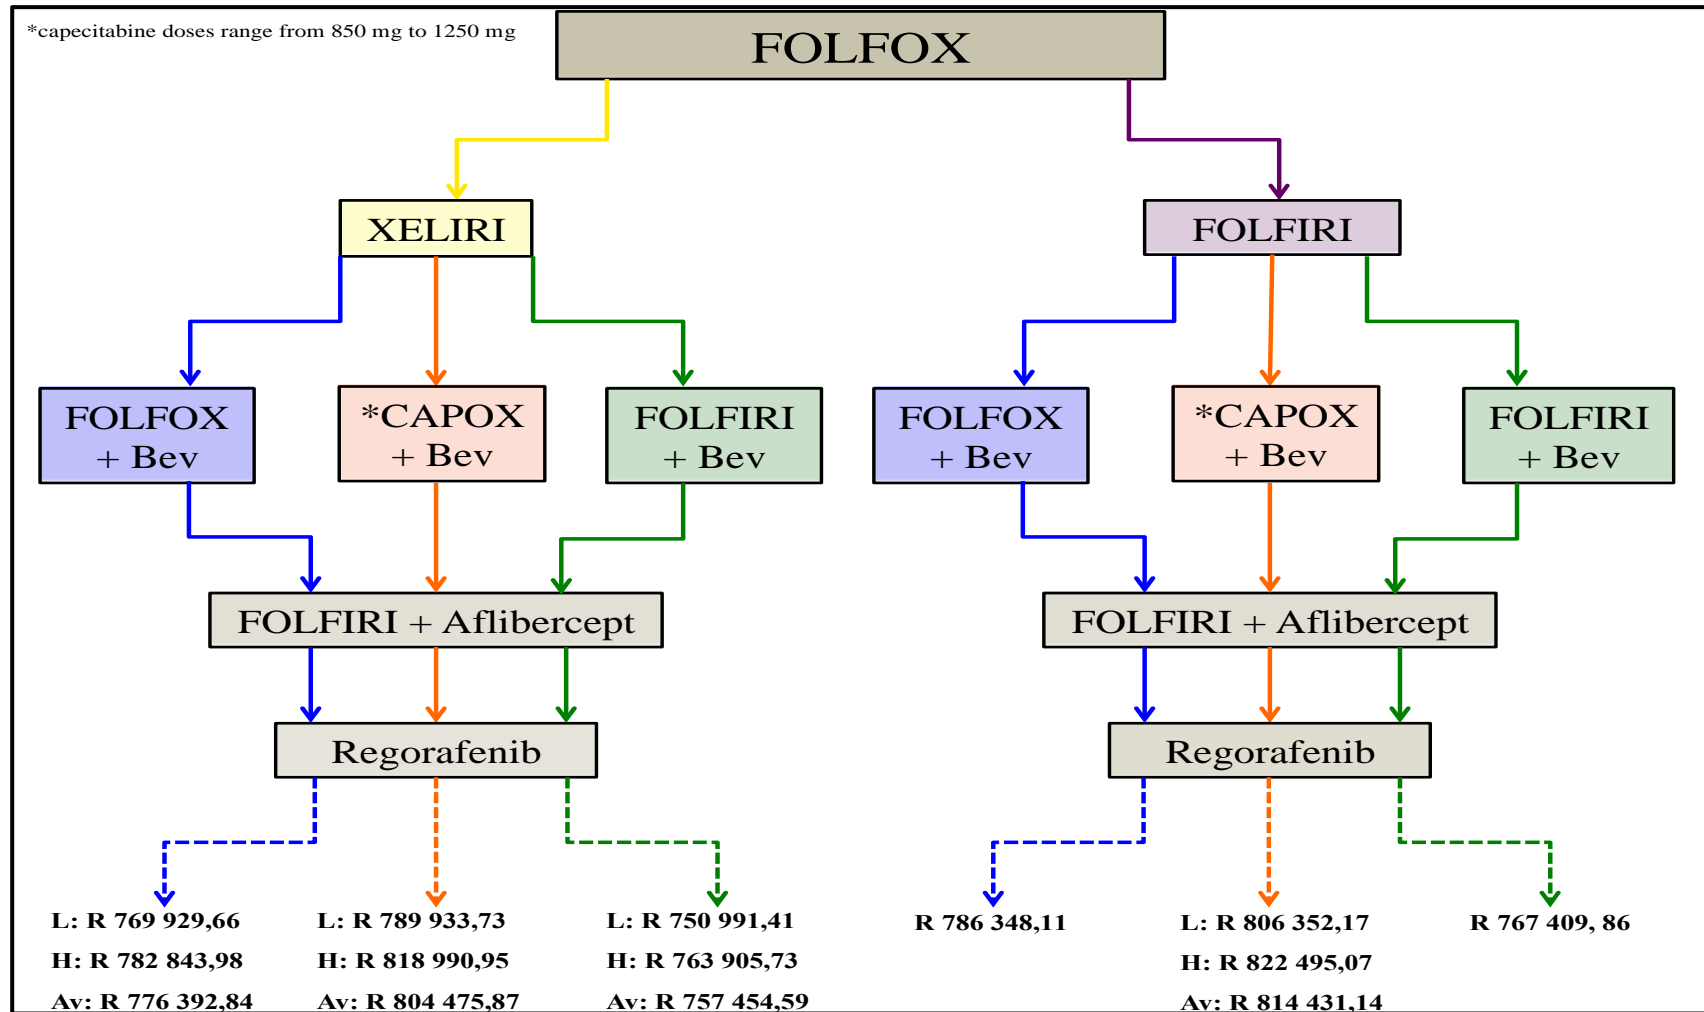 *capecitabine doses range from 850 mg to 1250 mg
FOLFOX
XELIRI
FOLFIRI
FOLFOX
+ Bev
*CAPOX
+ Bev
FOLFIRI
+ Bev
FOLFOX
+ Bev
*CAPOX
+ Bev
FOLFIRI
+ Bev
FOLFIRI + Aflibercept
FOLFIRI + Aflibercept
Regorafenib
Regorafenib
L: R 769 929,66
H: R 782 843,98
Av: R 776 392,84
L: R 789 933,73
H: R 818 990,95
Av: R 804 475,87
L: R 750 991,41
H: R 763 905,73
Av: R 757 454,59
R 786 348,11
L: R 806 352,17
H: R 822 495,07
Av: R 814 431,14
R 767 409, 86